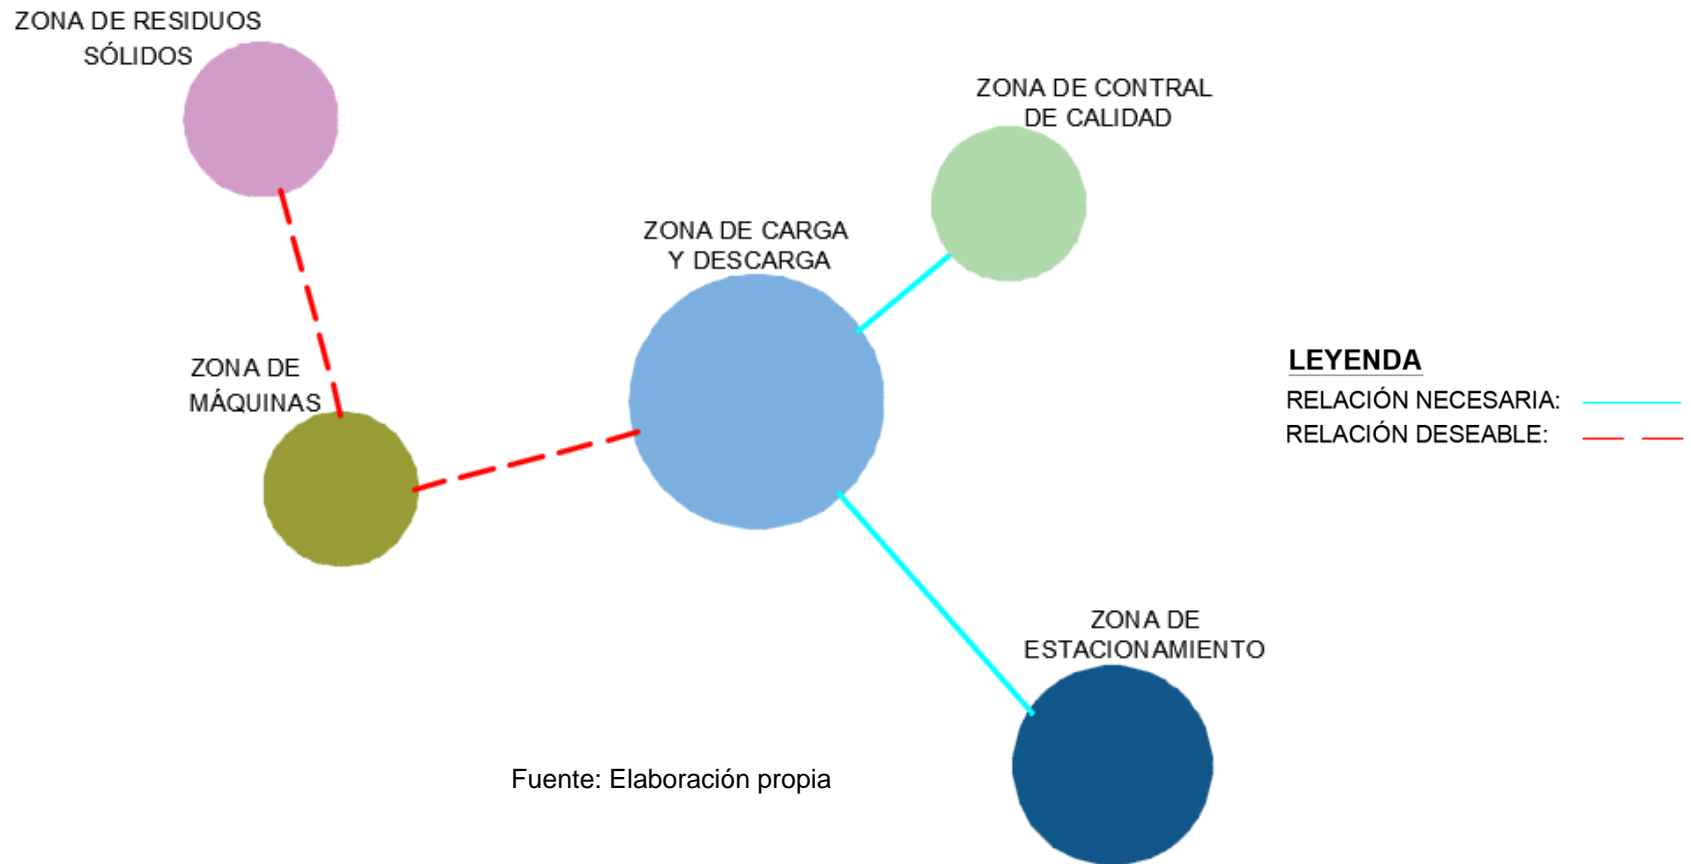 ZONA DE RESIDUOS
SÓLIDOS
ZONA DE CONTRAL
DE CALIDAD
ZONA DE CARGA
Y DESCARGA
ZONA DE
MÁQUINAS
LEYENDA
RELACIÓN NECESARIA:
RELACIÓN DESEABLE:
ZONA DE
ESTACIONAMIENTO
Fuente: Elaboración propia